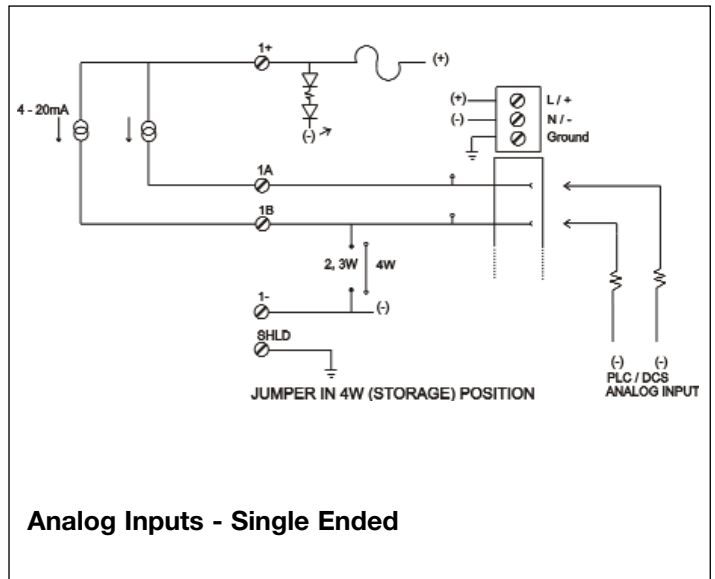 1+
(+)
4 - 20mA
(-)
(+)
L / +
(-)
N / -
Ground
1A
1B
2, 3W
4W
1-
(-)
SHLD
(-)
(-)
PLC / DCS
ANALOG INPUT
JUMPER IN 4W (STORAGE) POSITION
Analog Inputs - Single Ended